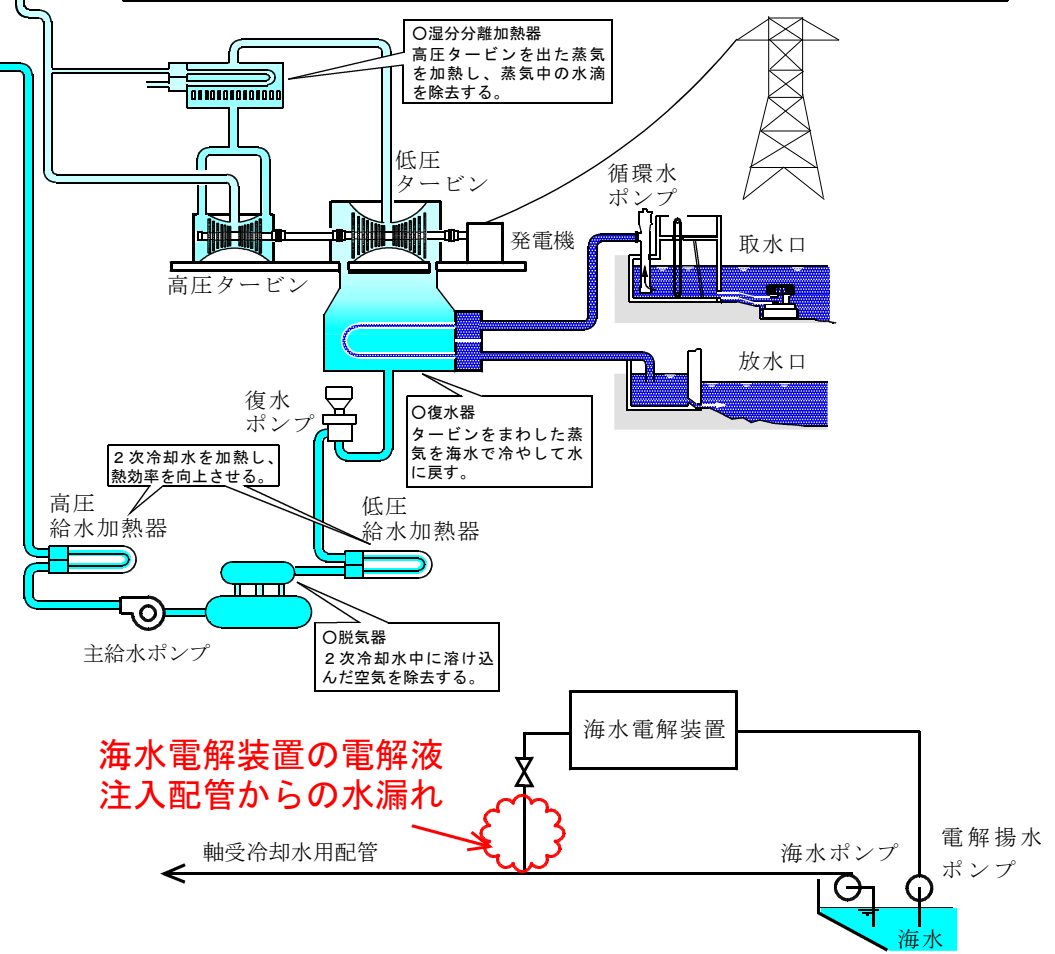 ○湿分分離加熱器
高圧タービンを出た蒸気
を加熱し、蒸気中の水滴
を除去する。
低圧
タービン
循環水
ポンプ
発電機
取水口
高圧タービン
放水口
復水
ポンプ
○復水器
タービンをまわした蒸
気を海水で冷やして水
に戻す。
２次冷却水を加熱し、
熱効率を向上させる。
高圧
給水加熱器
低圧
給水加熱器
主給水ポンプ
○脱気器
２次冷却水中に溶け込
んだ空気を除去する。
海水電解装置
海水電解装置の電解液
注入配管からの水漏れ
軸受冷却水用配管
海水ポンプ
電解揚水
ポンプ
海水